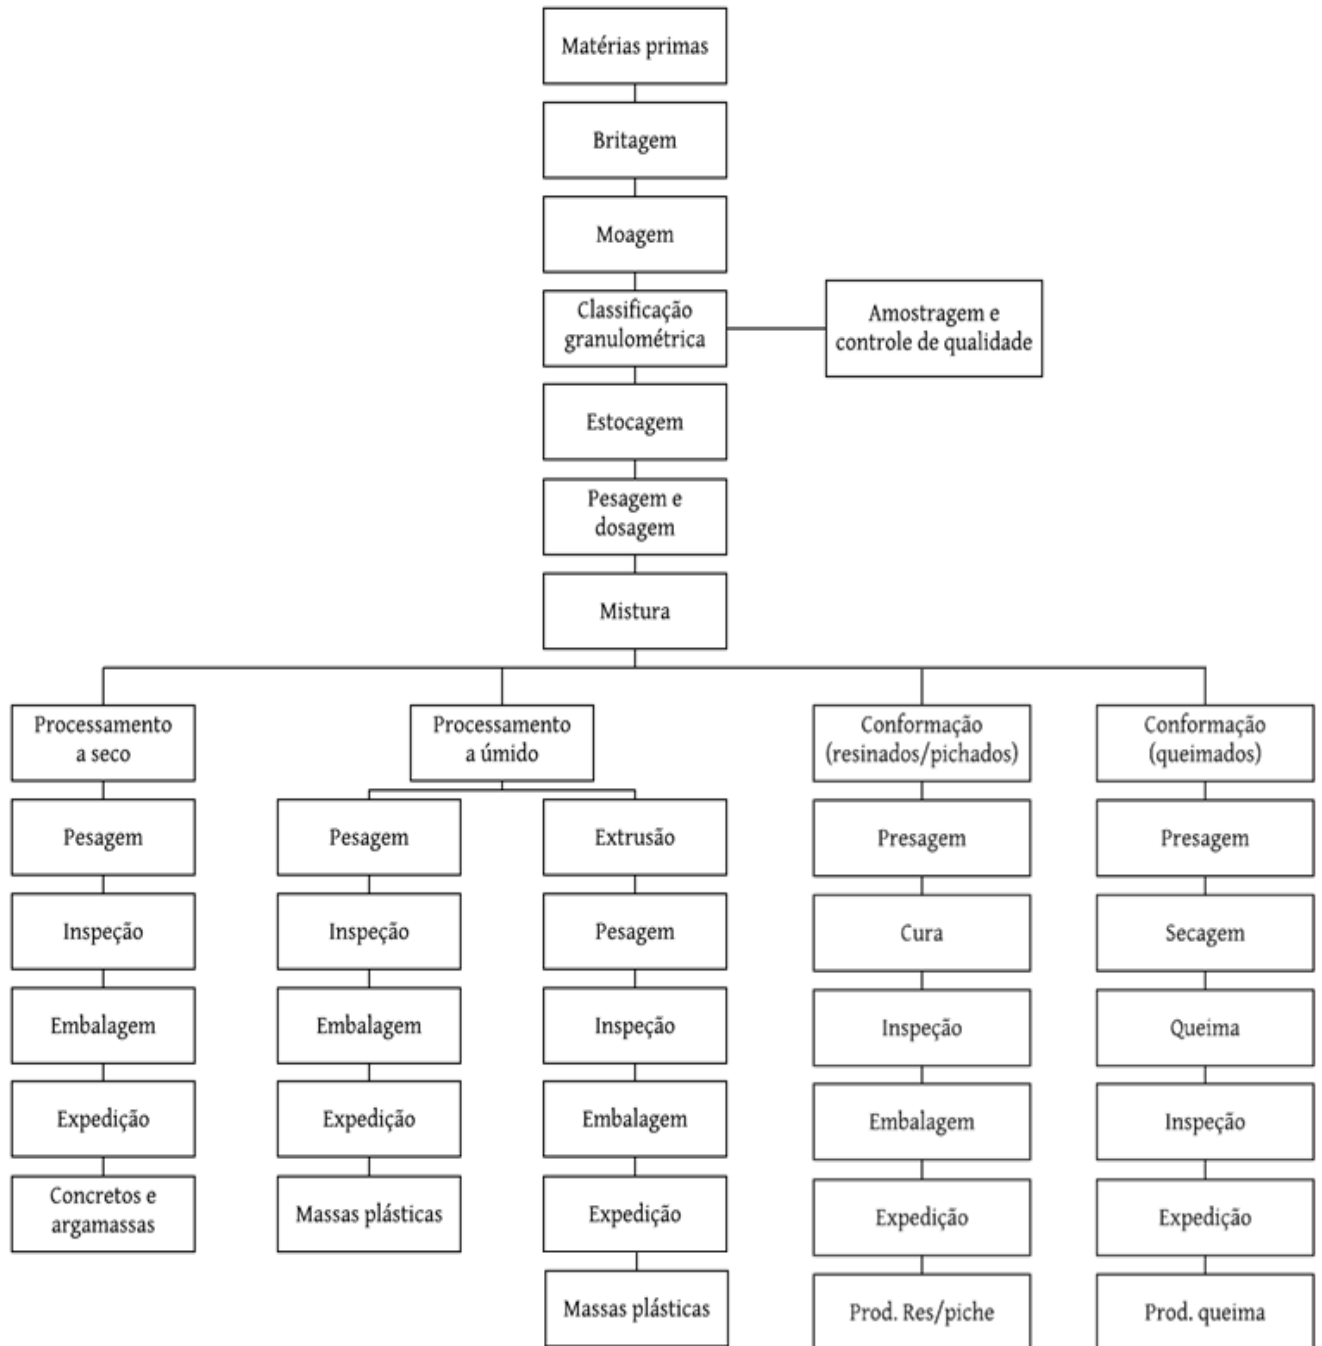 Matérias primas
Britagem
Moagem
Classificação
granulométrica
Amostragem e
controle de qualidade
Estocagem
Pesagem e
dosagem
Mistura
Processamento
a seco
Pesagem
Inspeção
Embalagem
Expedição
Concretos e
argamassas
Processamento
a úmido
Pesagem
Inspeção
Embalagem
Expedição
Massas plásticas
Extrusão
Pesagem
Inspeção
Embalagem
Expedição
Massas plásticas
Conformação
(resinados/pichados)
Presagem
Cura
Inspeção
Embalagem
Expedição
Prod. Res/piche
Conformação
(queimados)
Presagem
Secagem
Queima
Inspeção
Expedição
Prod. queima